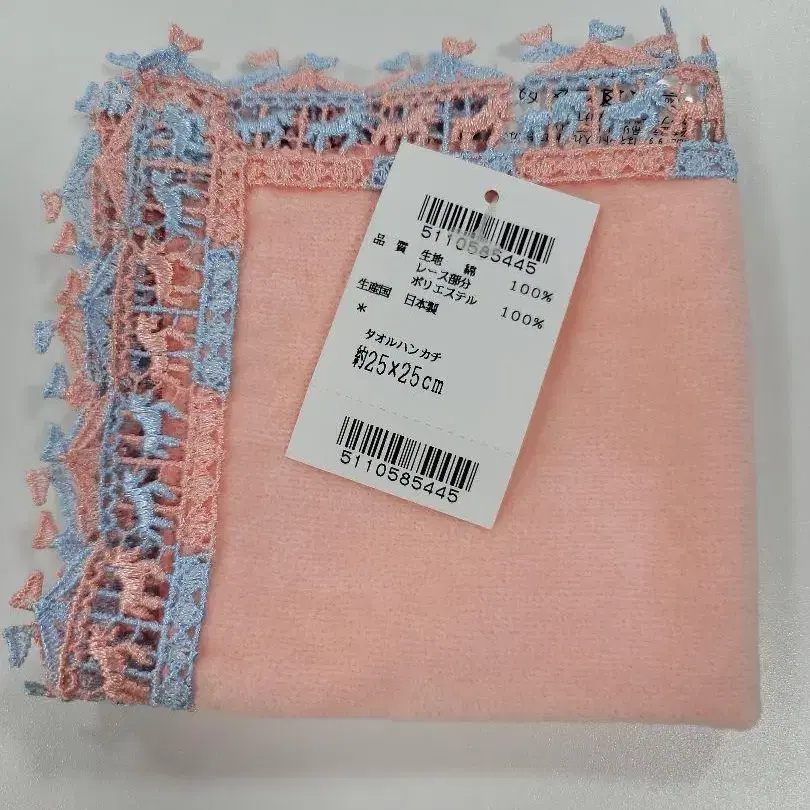 5110585445
品質 生地 綿 100%
レース部分
ポリエステル 100%
生産国 日本製
*
タオルハンカチ
約25×25cm
5110585445